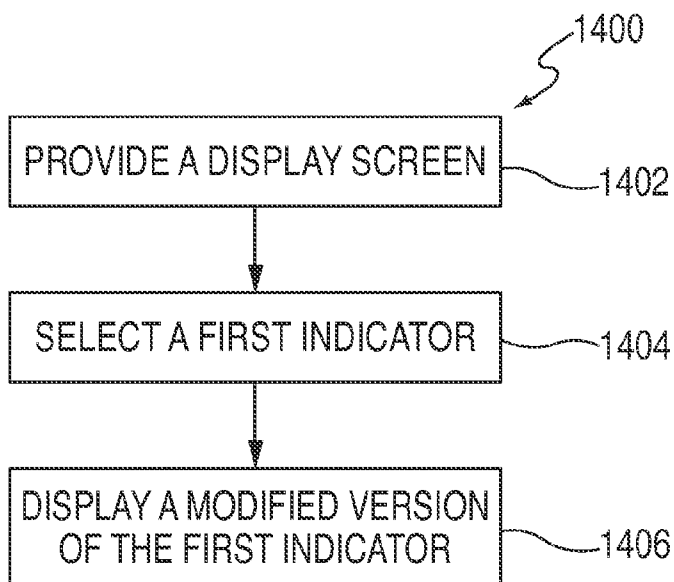 1400
PROVIDE A DISPLAY SCREEN
1402
SELECT A FIRST INDICATOR
1404
DISPLAY A MODIFIED VERSION
OF THE FIRST INDICATOR
1406